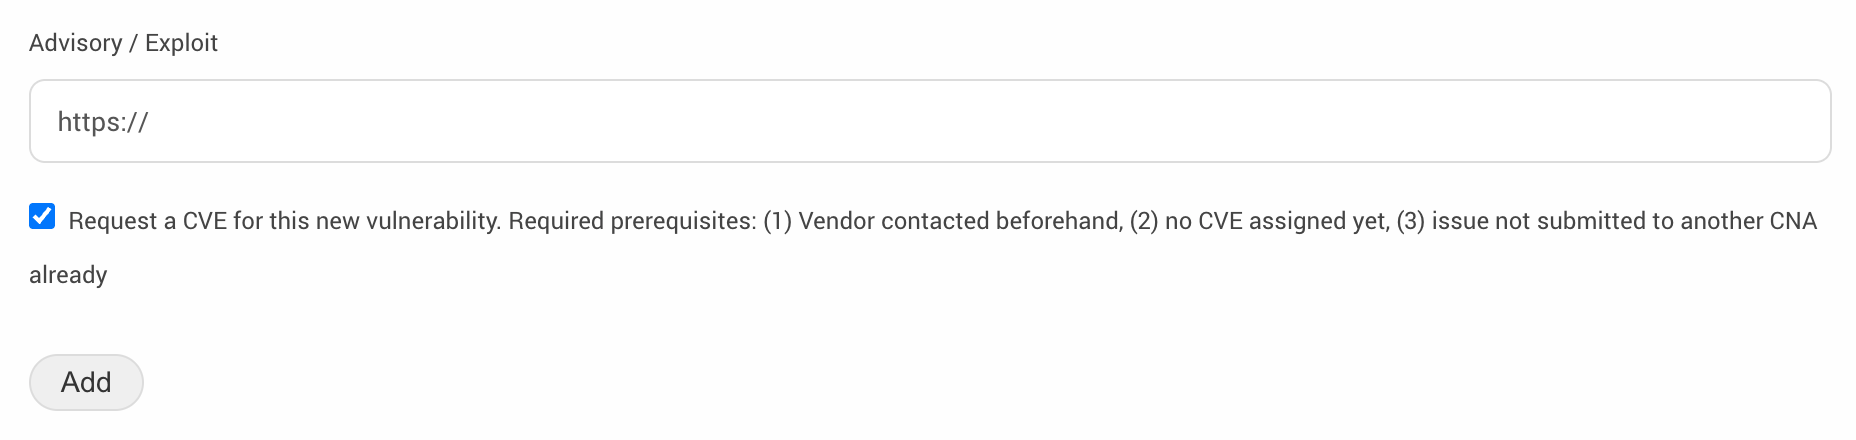 Advisory / Exploit
https://
Request a CVE for this new vulnerability. Required prerequisites: (1) Vendor contacted beforehand, (2) no CVE assigned yet, (3) issue not submitted to another CNA
already
Add